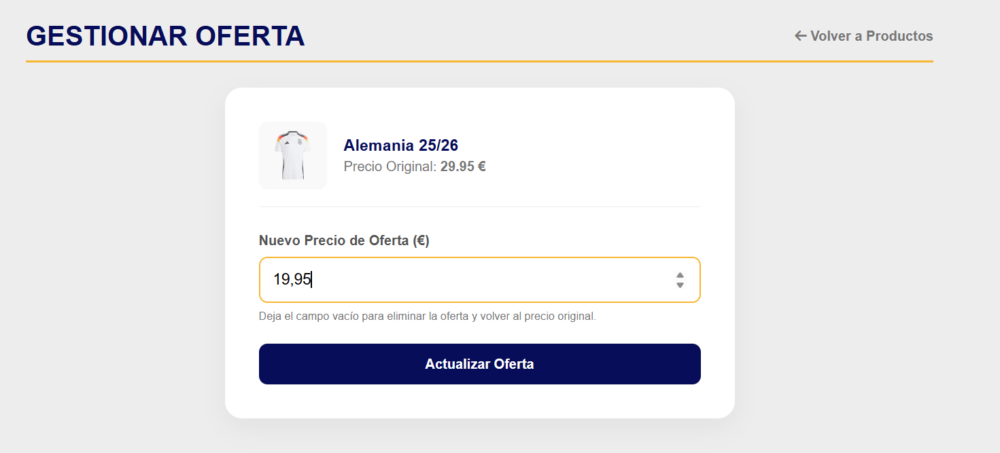 GESTIONAR OFERTA
← Volver a Productos
Alemania 25/26
Precio Original: 29.95 €
Nuevo Precio de Oferta (€)
19,95
Deja el campo vacío para eliminar la oferta y volver al precio original.
Actualizar Oferta